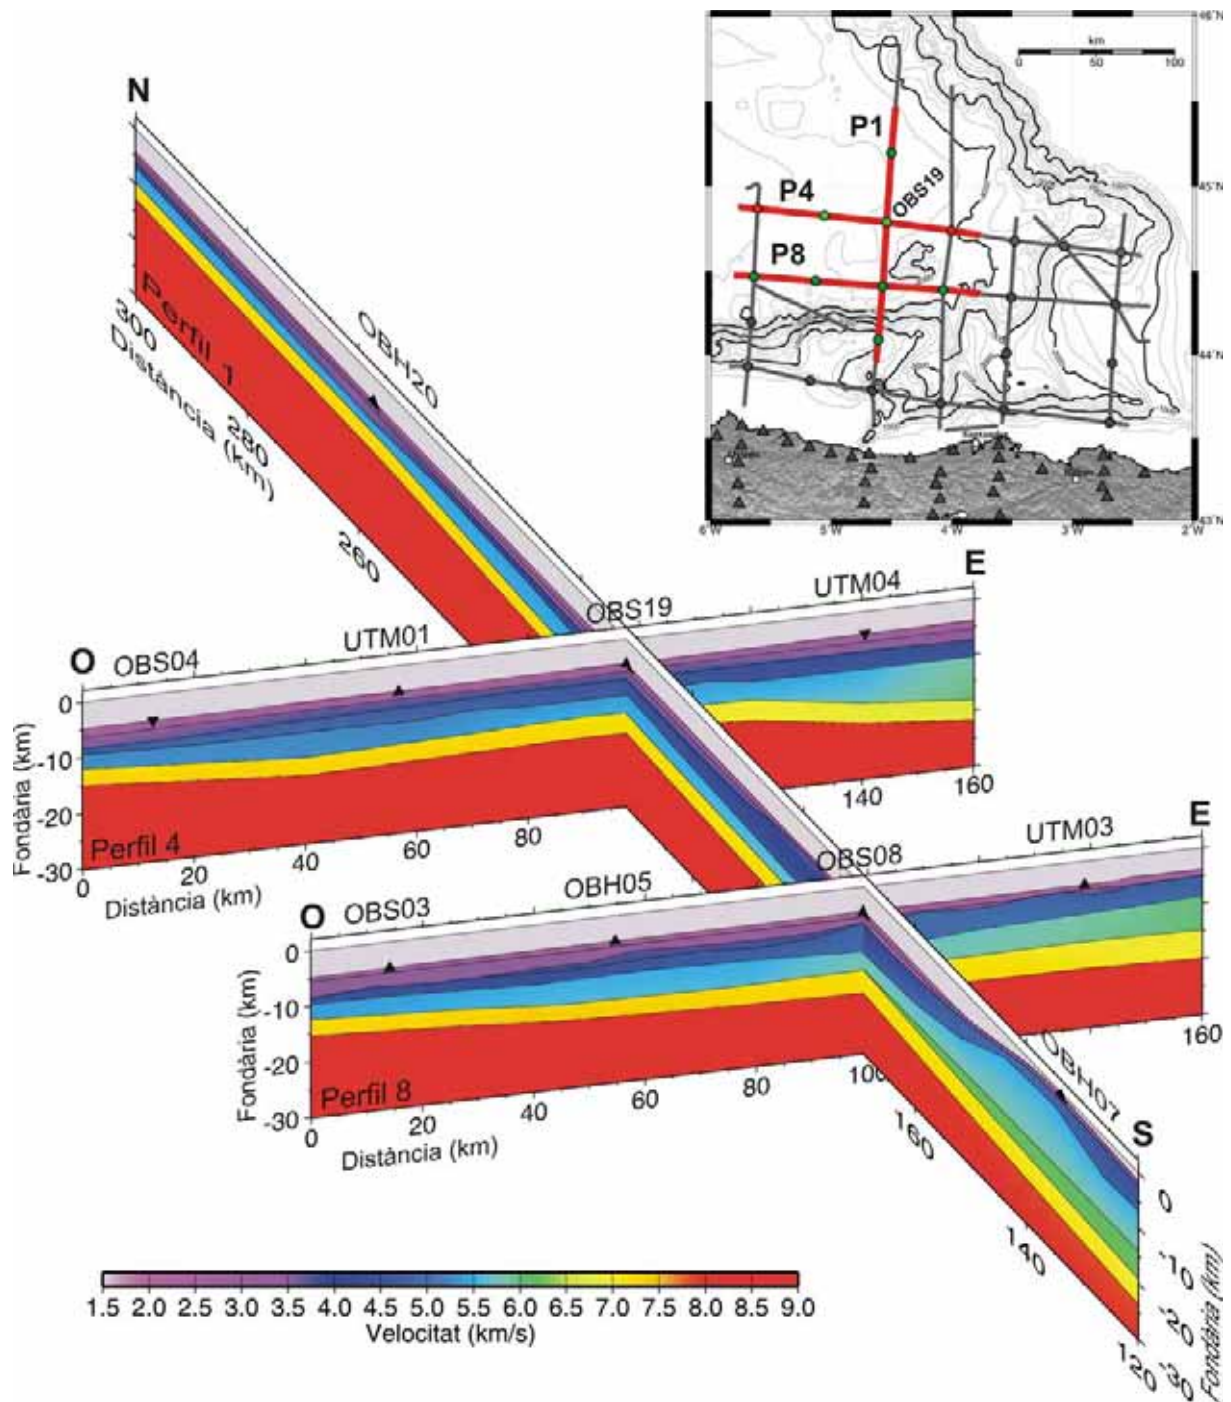 km
0 50 100
46°N
P1
OBS19
45°N
P4
P8
44°N
43°N
6°W 5°W 4°W 3°W 2°W
N
Perfil 1
OBH20
300 280 260
Distància (km)
E
UTM04
OBS19
UTM01
O
OBS04
0
-10
-20
-30
Fondària (km)
Perfil 4
0 20 40 60 80 140 160
Distància (km)
E
UTM03
OBS08
OBH05
O
OBS03
0
-10
-20
-30
Fondària (km)
Perfil 8
0 20 40 60 80 100 160
Distància (km)
OBH07
S
160 140 120
0
-10
-20
-30
Fondària (km)
1.5 2.0 2.5 3.0 3.5 4.0 4.5 5.0 5.5 6.0 6.5 7.0 7.5 8.0 8.5 9.0
Velocitat (km/s)